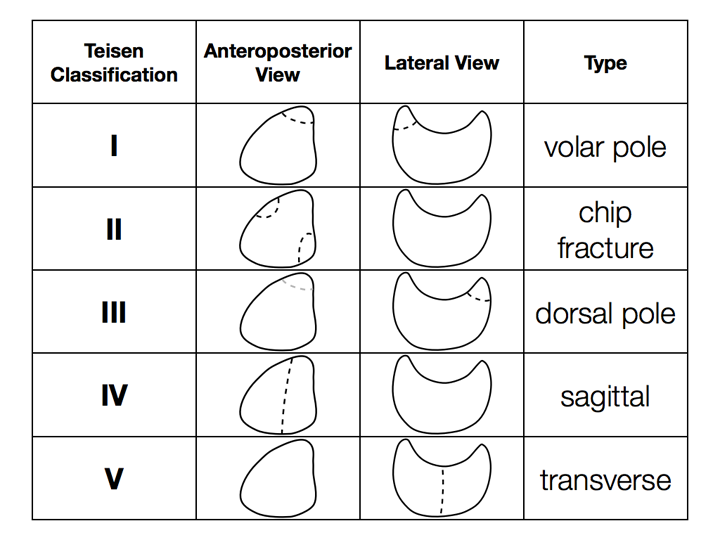 Teisen
Classification
Anteroposterior
View
Lateral View
Type
I
volar pole
II
chip
fracture
III
dorsal pole
IV
sagittal
V
transverse